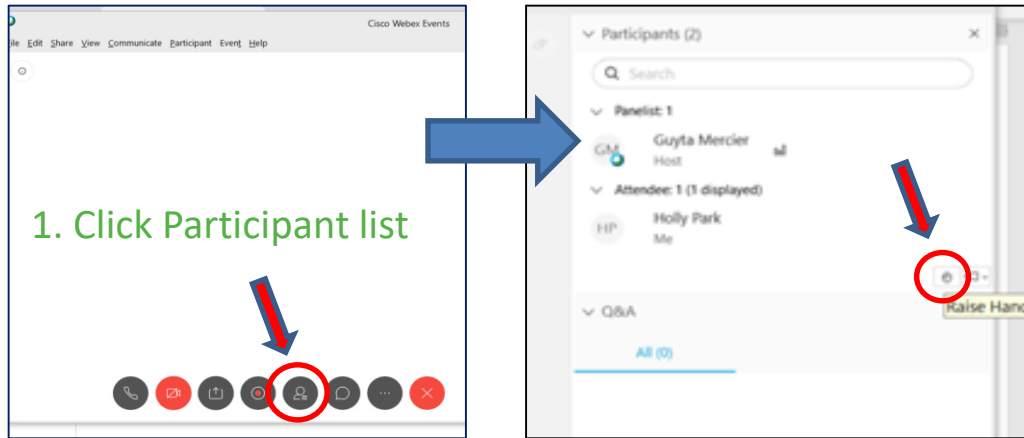 Cisco Webex Events
ile Edit Share View Communicate Participant Event Help
1. Click Participant list
Participants (2)
Search
Panelist: 1
GM
Guyta Mercier
Host
Attendee: 1 (1 displayed)
HP
Holly Park
Me
Raise Hand
Q&A
All (0)